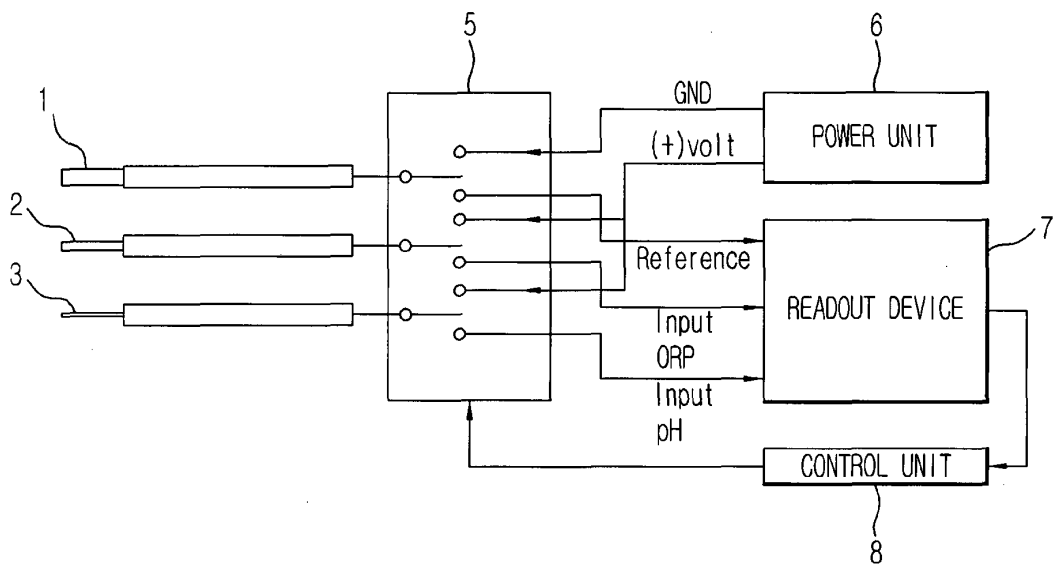 5
6
1
GND
POWER UNIT
(+)volt
2
7
Reference
3
READOUT DEVICE
Input
ORP
Input
pH
CONTROL UNIT
8